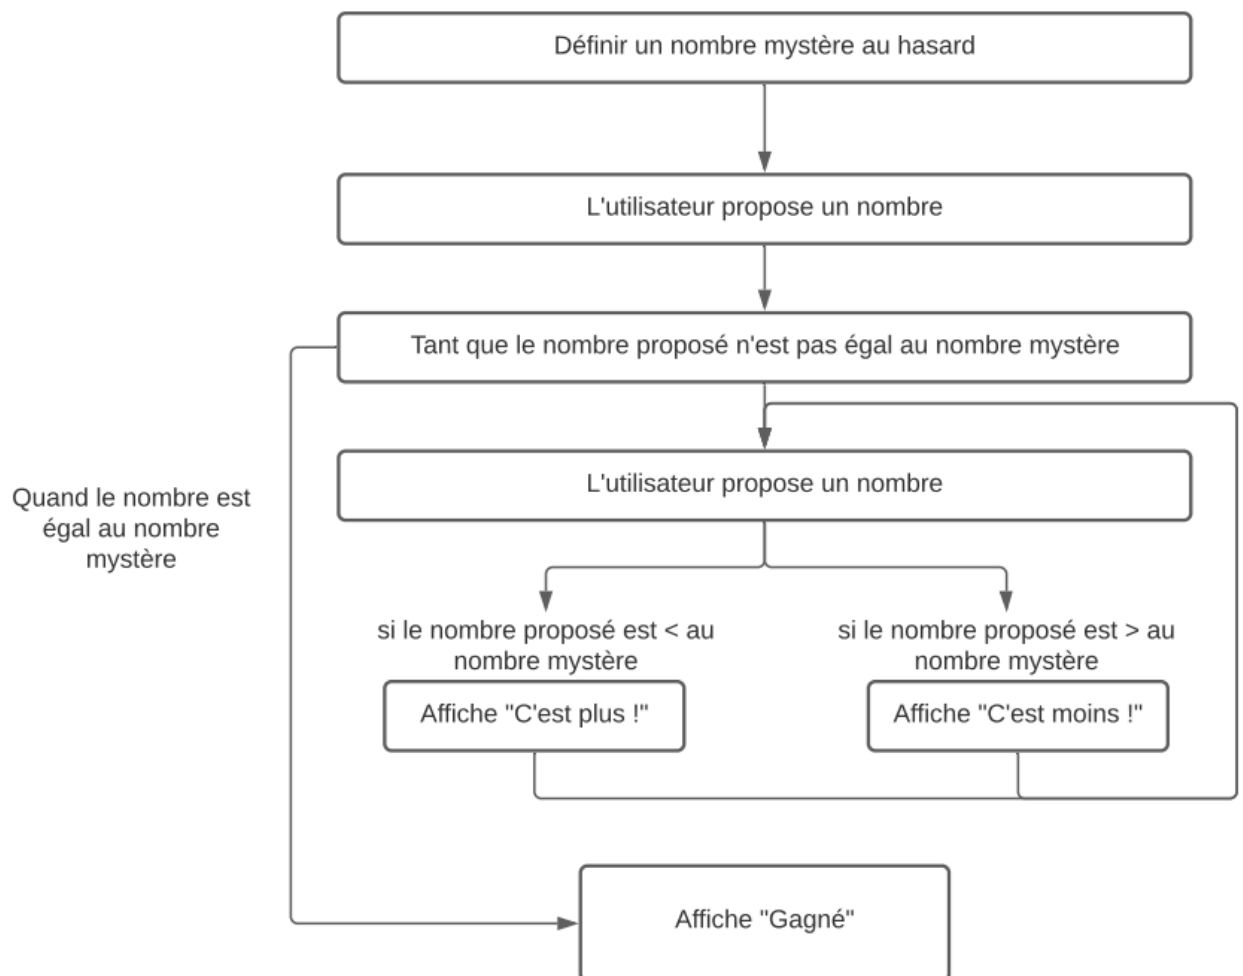 Définir un nombre mystère au hasard
L'utilisateur propose un nombre
Tant que le nombre proposé n'est pas égal au nombre mystère
L'utilisateur propose un nombre
Quand le nombre est
égal au nombre
mystère
si le nombre proposé est < au
nombre mystère
si le nombre proposé est > au
nombre mystère
Affiche "C'est plus !"
Affiche "C'est moins !"
Affiche "Gagné"